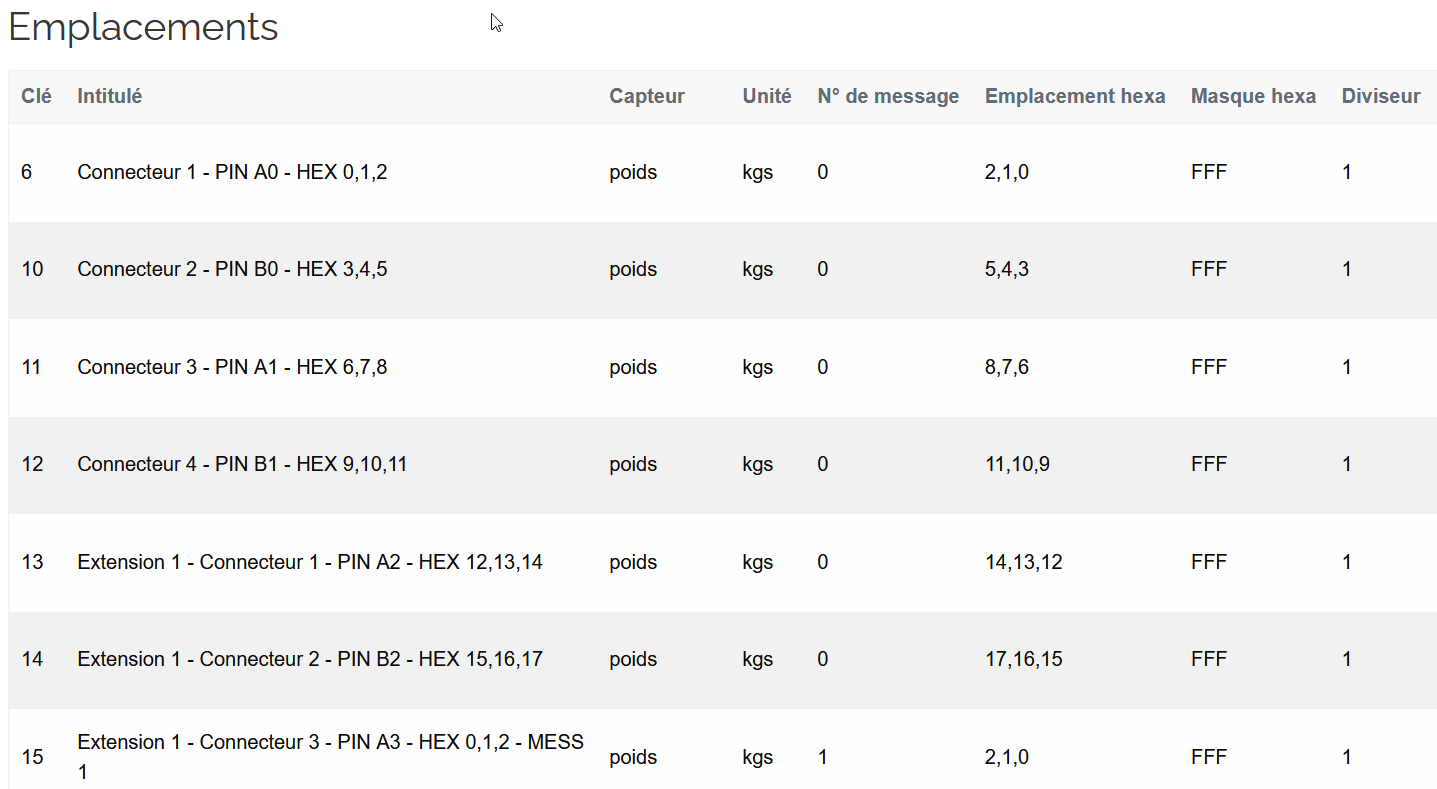 Emplacements
Clé Intitulé Capteur Unité N° de message Emplacement hexa Masque hexa Diviseur
6 Connecteur 1 - PIN A0 - HEX 0,1,2 poids kgs 0 2,1,0 FFF 1
10 Connecteur 2 - PIN B0 - HEX 3,4,5 poids kgs 0 5,4,3 FFF 1
11 Connecteur 3 - PIN A1 - HEX 6,7,8 poids kgs 0 8,7,6 FFF 1
12 Connecteur 4 - PIN B1 - HEX 9,10,11 poids kgs 0 11,10,9 FFF 1
13 Extension 1 - Connecteur 1 - PIN A2 - HEX 12,13,14 poids kgs 0 14,13,12 FFF 1
14 Extension 1 - Connecteur 2 - PIN B2 - HEX 15,16,17 poids kgs 0 17,16,15 FFF 1
15 Extension 1 - Connecteur 3 - PIN A3 - HEX 0,1,2 - MESS
1 poids kgs 1 2,1,0 FFF 1